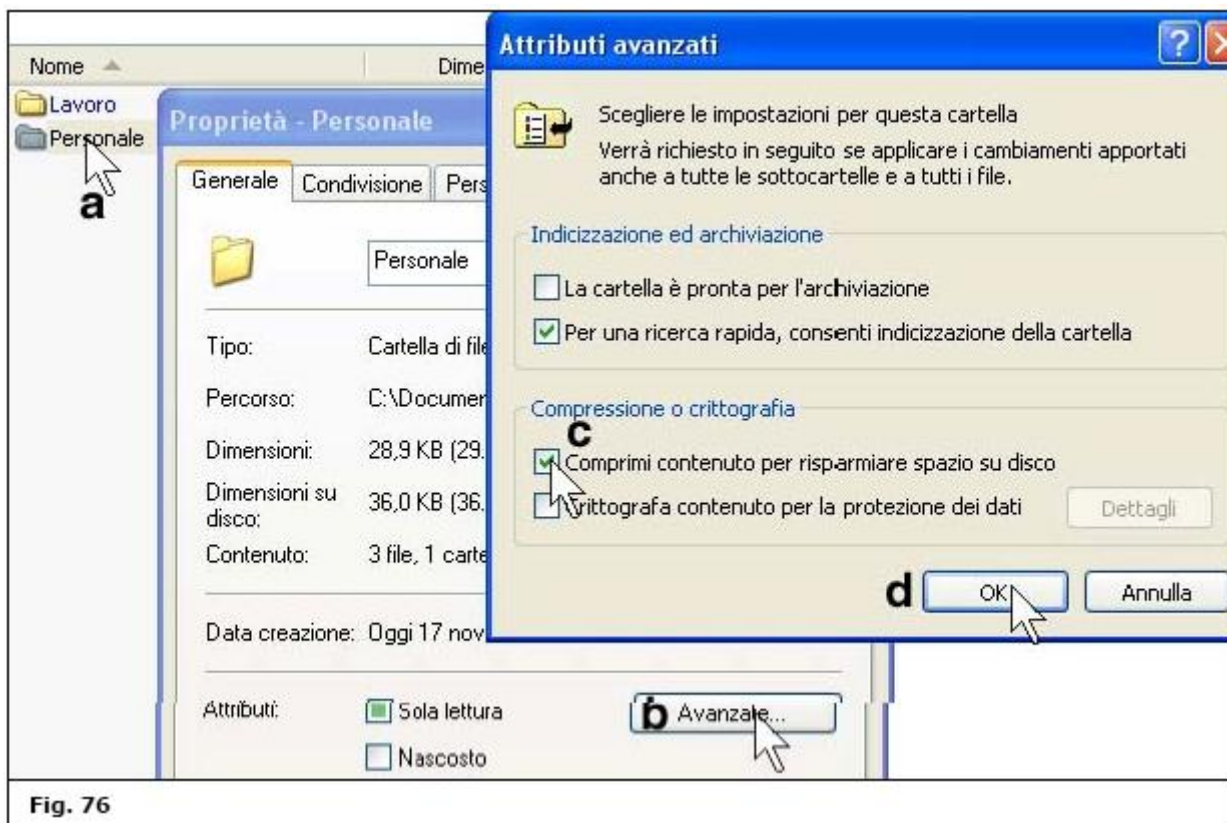 Nome
Dime
Lavoro
Personale
a
Proprietà - Personale
Generale
Condivisione
Pers
Personale
Tipo:
Cartella di file
Percorso:
C:\Documen
Dimensioni:
28,9 KB (29.
Dimensioni su
disco:
36,0 KB (36.
Contenuto:
3 file, 1 carte
Data creazione:
Oggi 17 nov
Attributi:
Sola lettura
b
Avanzate...
Nascosto
Attributi avanzati
Scegliere le impostazioni per questa cartella
Verrà richiesto in seguito se applicare i cambiamenti apportati
anche a tutte le sottocartelle e a tutti i file.
Indicizzazione ed archiviazione
La cartella è pronta per l'archiviazione
Per una ricerca rapida, consenti indicizzazione della cartella
Compressione o crittografia
c
Comprimi contenuto per risparmiare spazio su disco
Crittografa contenuto per la protezione dei dati
Dettagli
d
OK
Annulla
Fig. 76